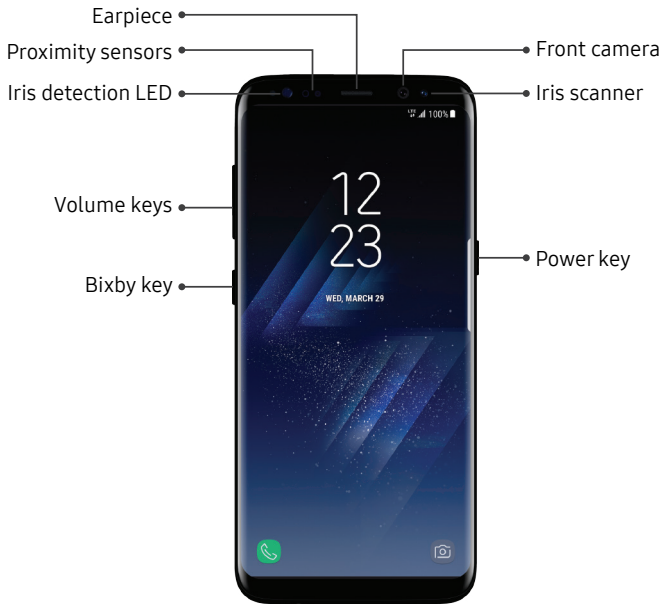 Earpiece
Proximity sensors
Front camera
Iris detection LED
Iris scanner
LTE 100%
12
23
Volume keys
Power key
Bixby key
WED, MARCH 29